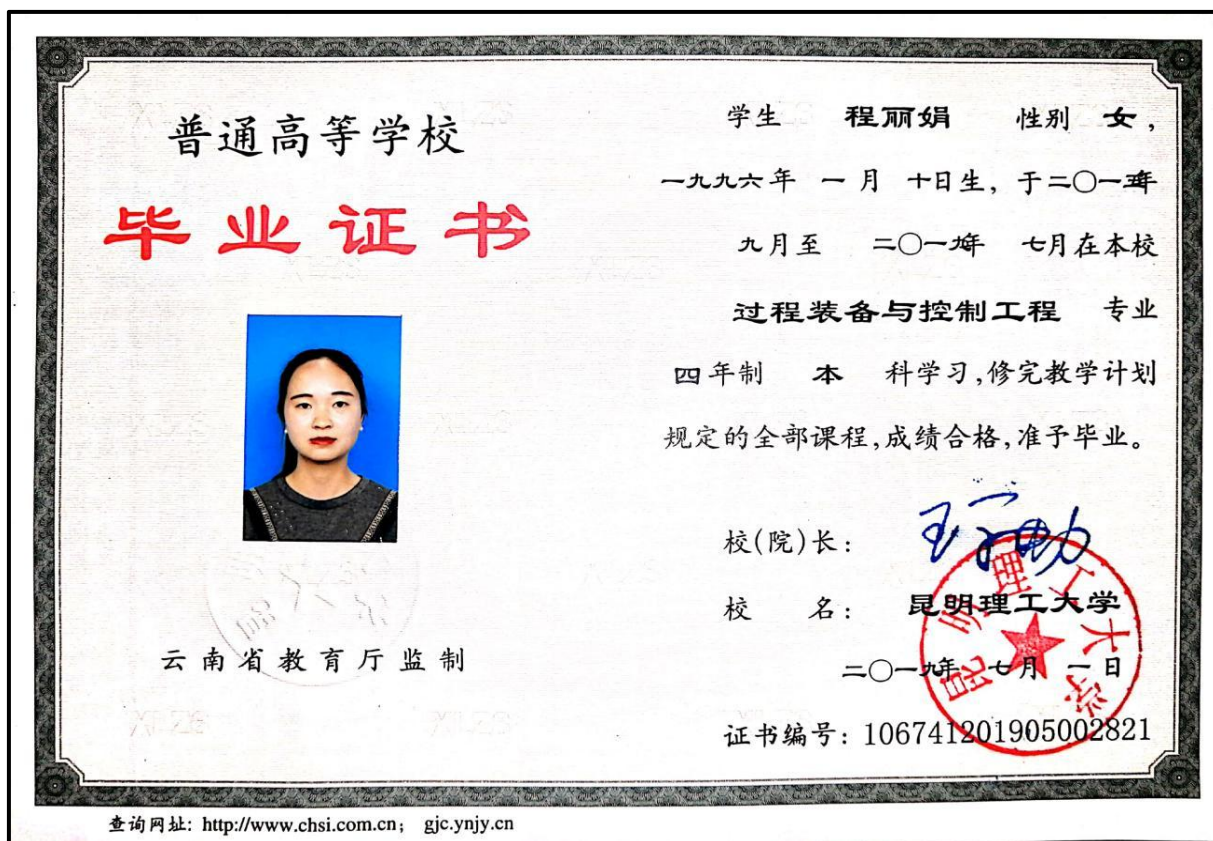 普通高等学校
毕业证书
云南省教育厅监制
学生 程丽娟 性别 女,
一九九六年 一月 十日生, 于二〇一五年
九月至 二〇一九年 七月在本校
过程装备与控制工程 专业
四年制 本 科学习,修完教学计划
规定的全部课程,成绩合格,准予毕业。
校(院)长:
校 名: 昆明理工大学
昆明理工大学
二〇一九年 七月 一日
证书编号: 106741201905002821
查询网址: http://www.chsi.com.cn; gjc.ynjy.cn